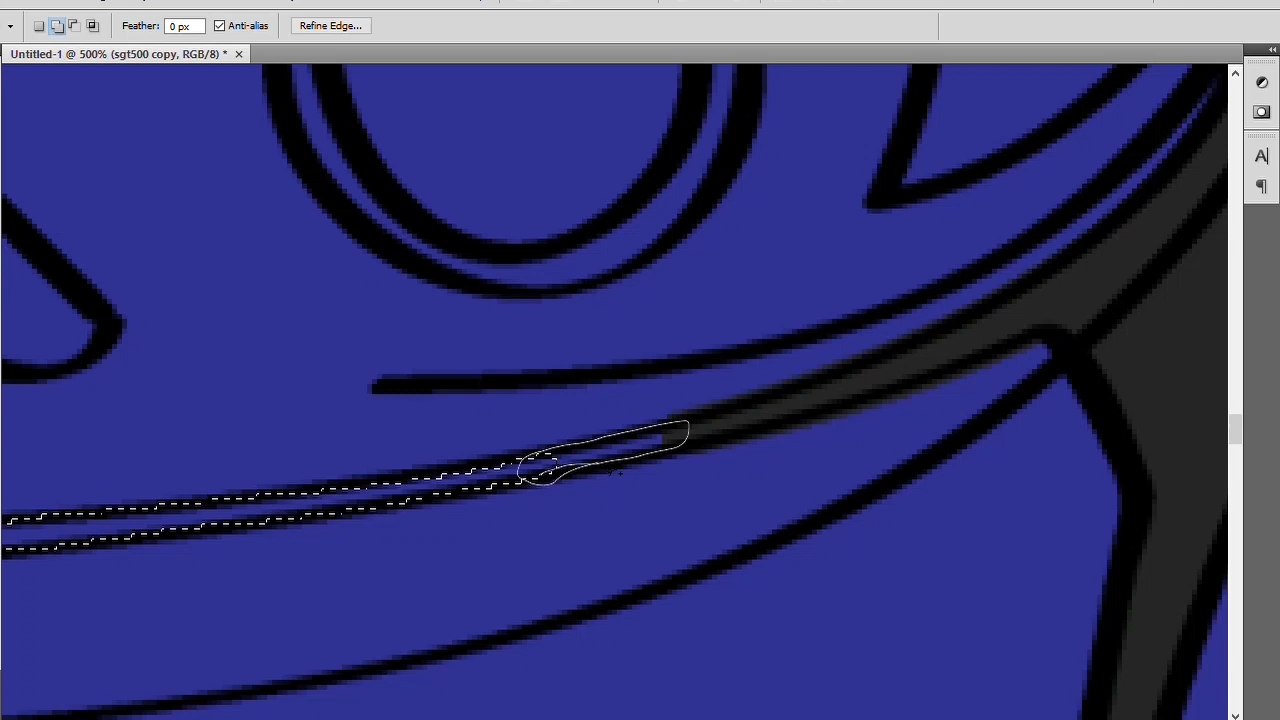 Feather: 0 px Anti-alias Refine Edge...
Untitled-1 @ 500% (sgt500 copy, RGB/8) * ×
A
¶